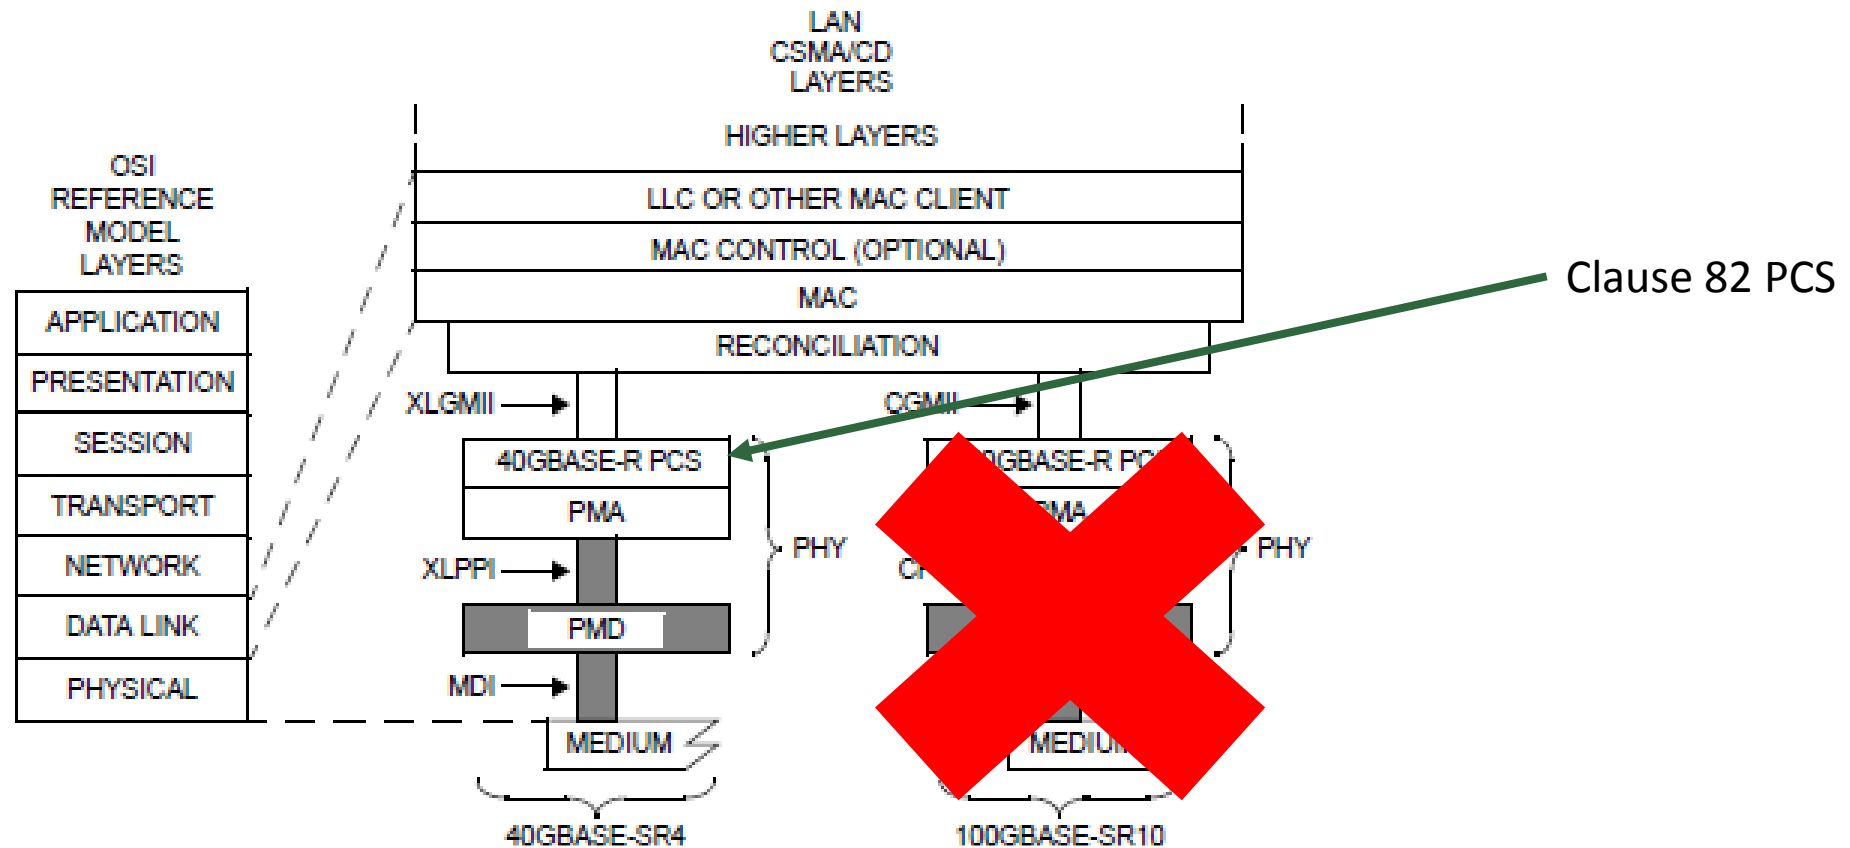 LAN
CSMA/CD
LAYERS
HIGHER LAYERS
OSI
REFERENCE
MODEL
LAYERS
LLC OR OTHER MAC CLIENT
MAC CONTROL (OPTIONAL)
MAC
Clause 82 PCS
RECONCILIATION
APPLICATION
PRESENTATION
SESSION
TRANSPORT
NETWORK
DATA LINK
PHYSICAL
XLGMII
CGMII
40GBASE-R PCS
PMA
PHY
XLPPI
PMD
MDI
MEDIUM
40GBASE-SR4
PHY
100GBASE-SR10